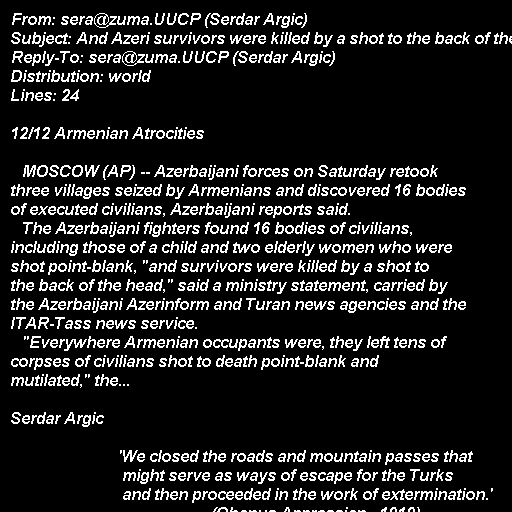 From: sera@zuma.UUCP (Serdar Argic)
Subject: And Azeri survivors were killed by a shot to the back of the
Reply-To: sera@zuma.UUCP (Serdar Argic)
Distribution: world
Lines: 24
12/12 Armenian Atrocities
MOSCOW (AP) -- Azerbaijani forces on Saturday retook
three villages seized by Armenians and discovered 16 bodies
of executed civilians, Azerbaijani reports said.
The Azerbaijani fighters found 16 bodies of civilians,
including those of a child and two elderly women who were
shot point-blank, "and survivors were killed by a shot to
the back of the head," said a ministry statement, carried by
the Azerbaijani Azerinform and Turan news agencies and the
ITAR-Tass news service.
"Everywhere Armenian occupants were, they left tens of
corpses of civilians shot to death point-blank and
mutilated," the...
Serdar Argic
'We closed the roads and mountain passes that
might serve as ways of escape for the Turks
and then proceeded in the work of extermination.'
(Ohanus Appressian - 1919)